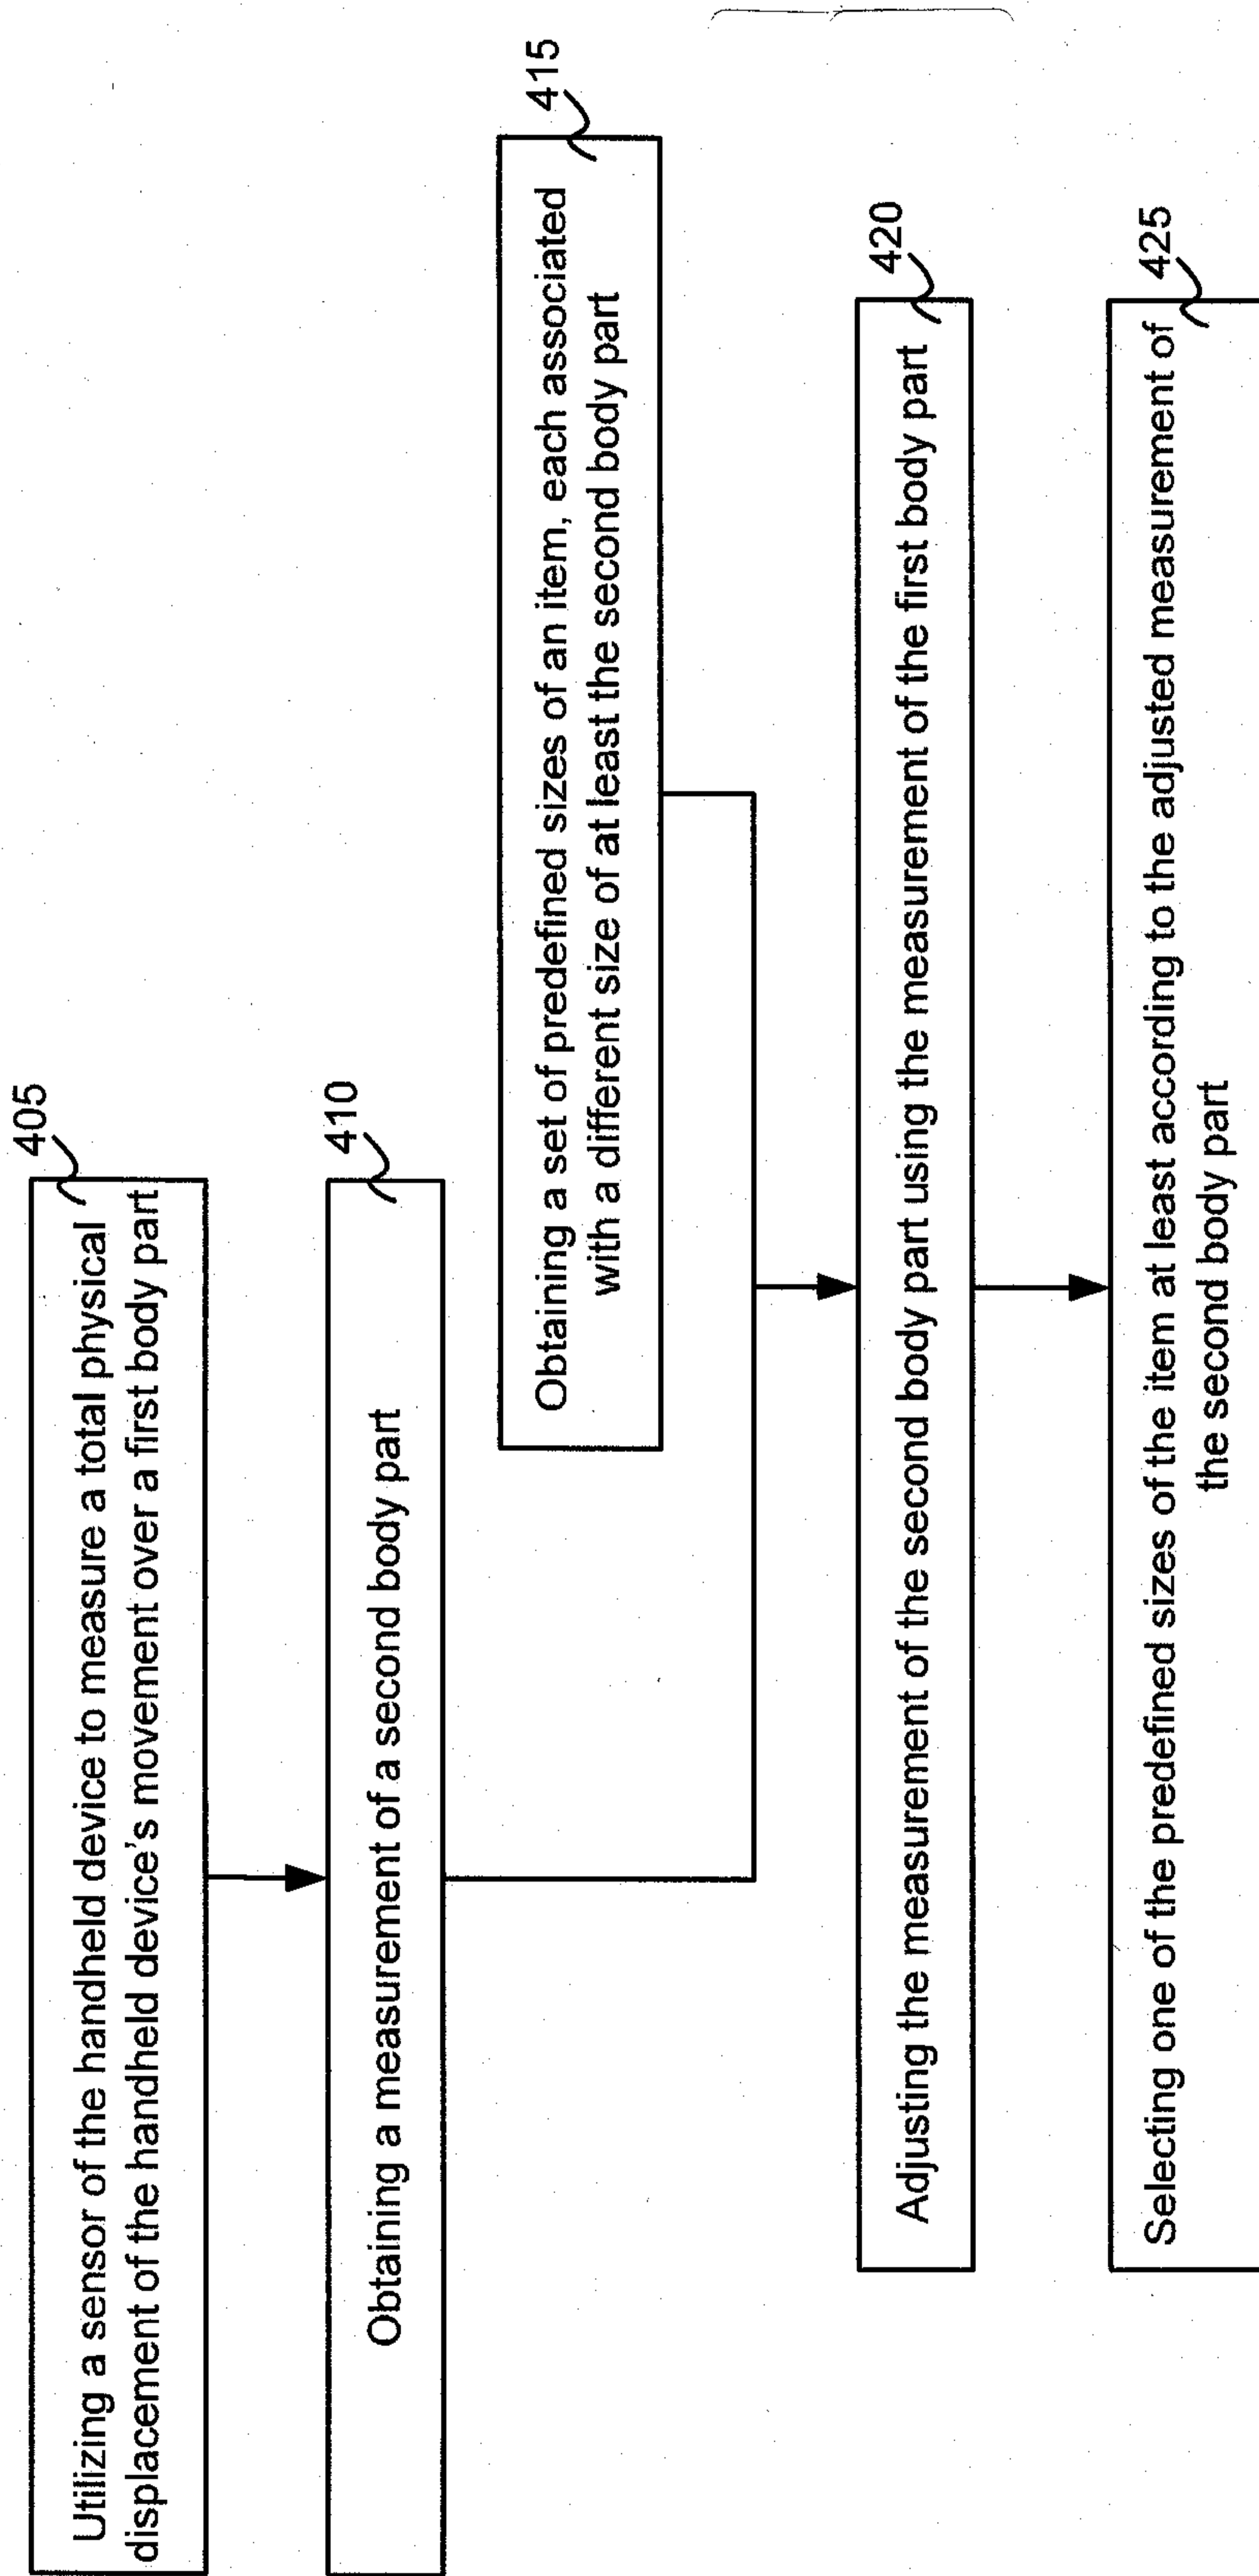 405
Utilizing a sensor of the handheld device to measure a total physical
displacement of the handheld device's movement over a first body part
410
Obtaining a measurement of a second body part
415
Obtaining a set of predefined sizes of an item, each associated
with a different size of at least the second body part
420
Adjusting the measurement of the second body part using the measurement of the first body part
425
Selecting one of the predefined sizes of the item at least according to the adjusted measurement of
the second body part